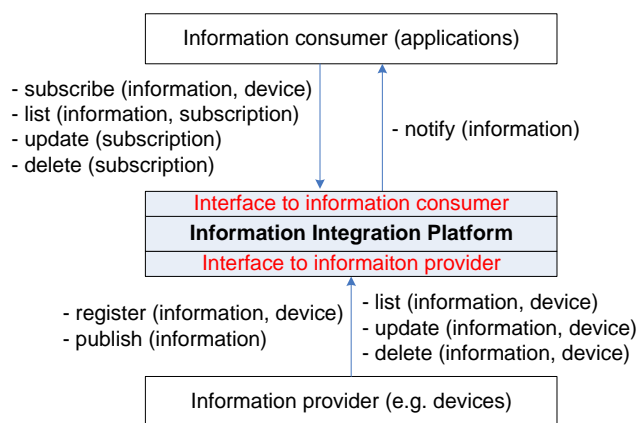 Information consumer (applications)
- subscribe (information, device)
- list (information, subscription)
- update (subscription)
- delete (subscription)
- notify (information)
Interface to information consumer
Information Integration Platform
Interface to informaiton provider
- register (information, device)
- publish (information)
- list (information, device)
- update (information, device)
- delete (information, device)
Information provider (e.g. devices)